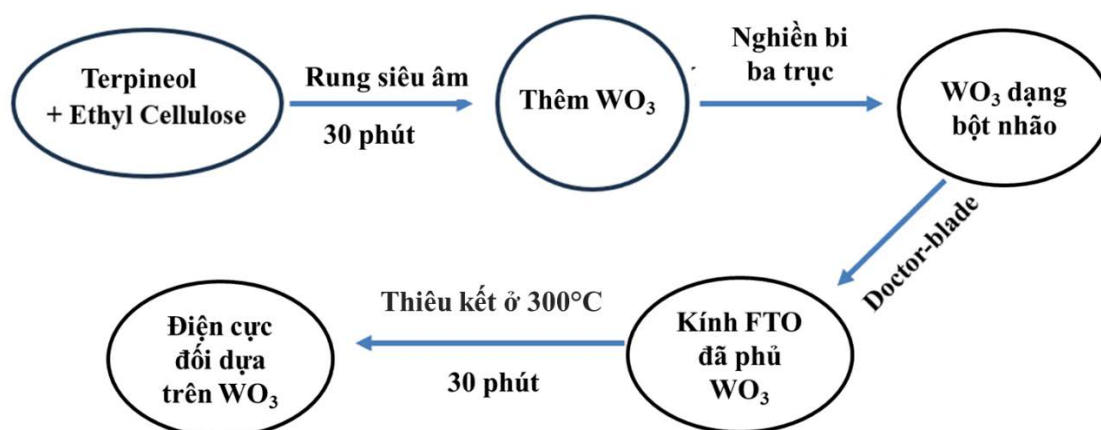 Terpineol
+ Ethyl Cellulose
Rung siêu âm
30 phút
Thêm WO₃
Nghiền bi
ba trục
WO₃ dạng
bột nhão
Doctor-blade
Kính FTO
đã phủ
WO₃
Thiêu kết ở 300°C
30 phút
Điện cực
đối dựa
trên WO₃